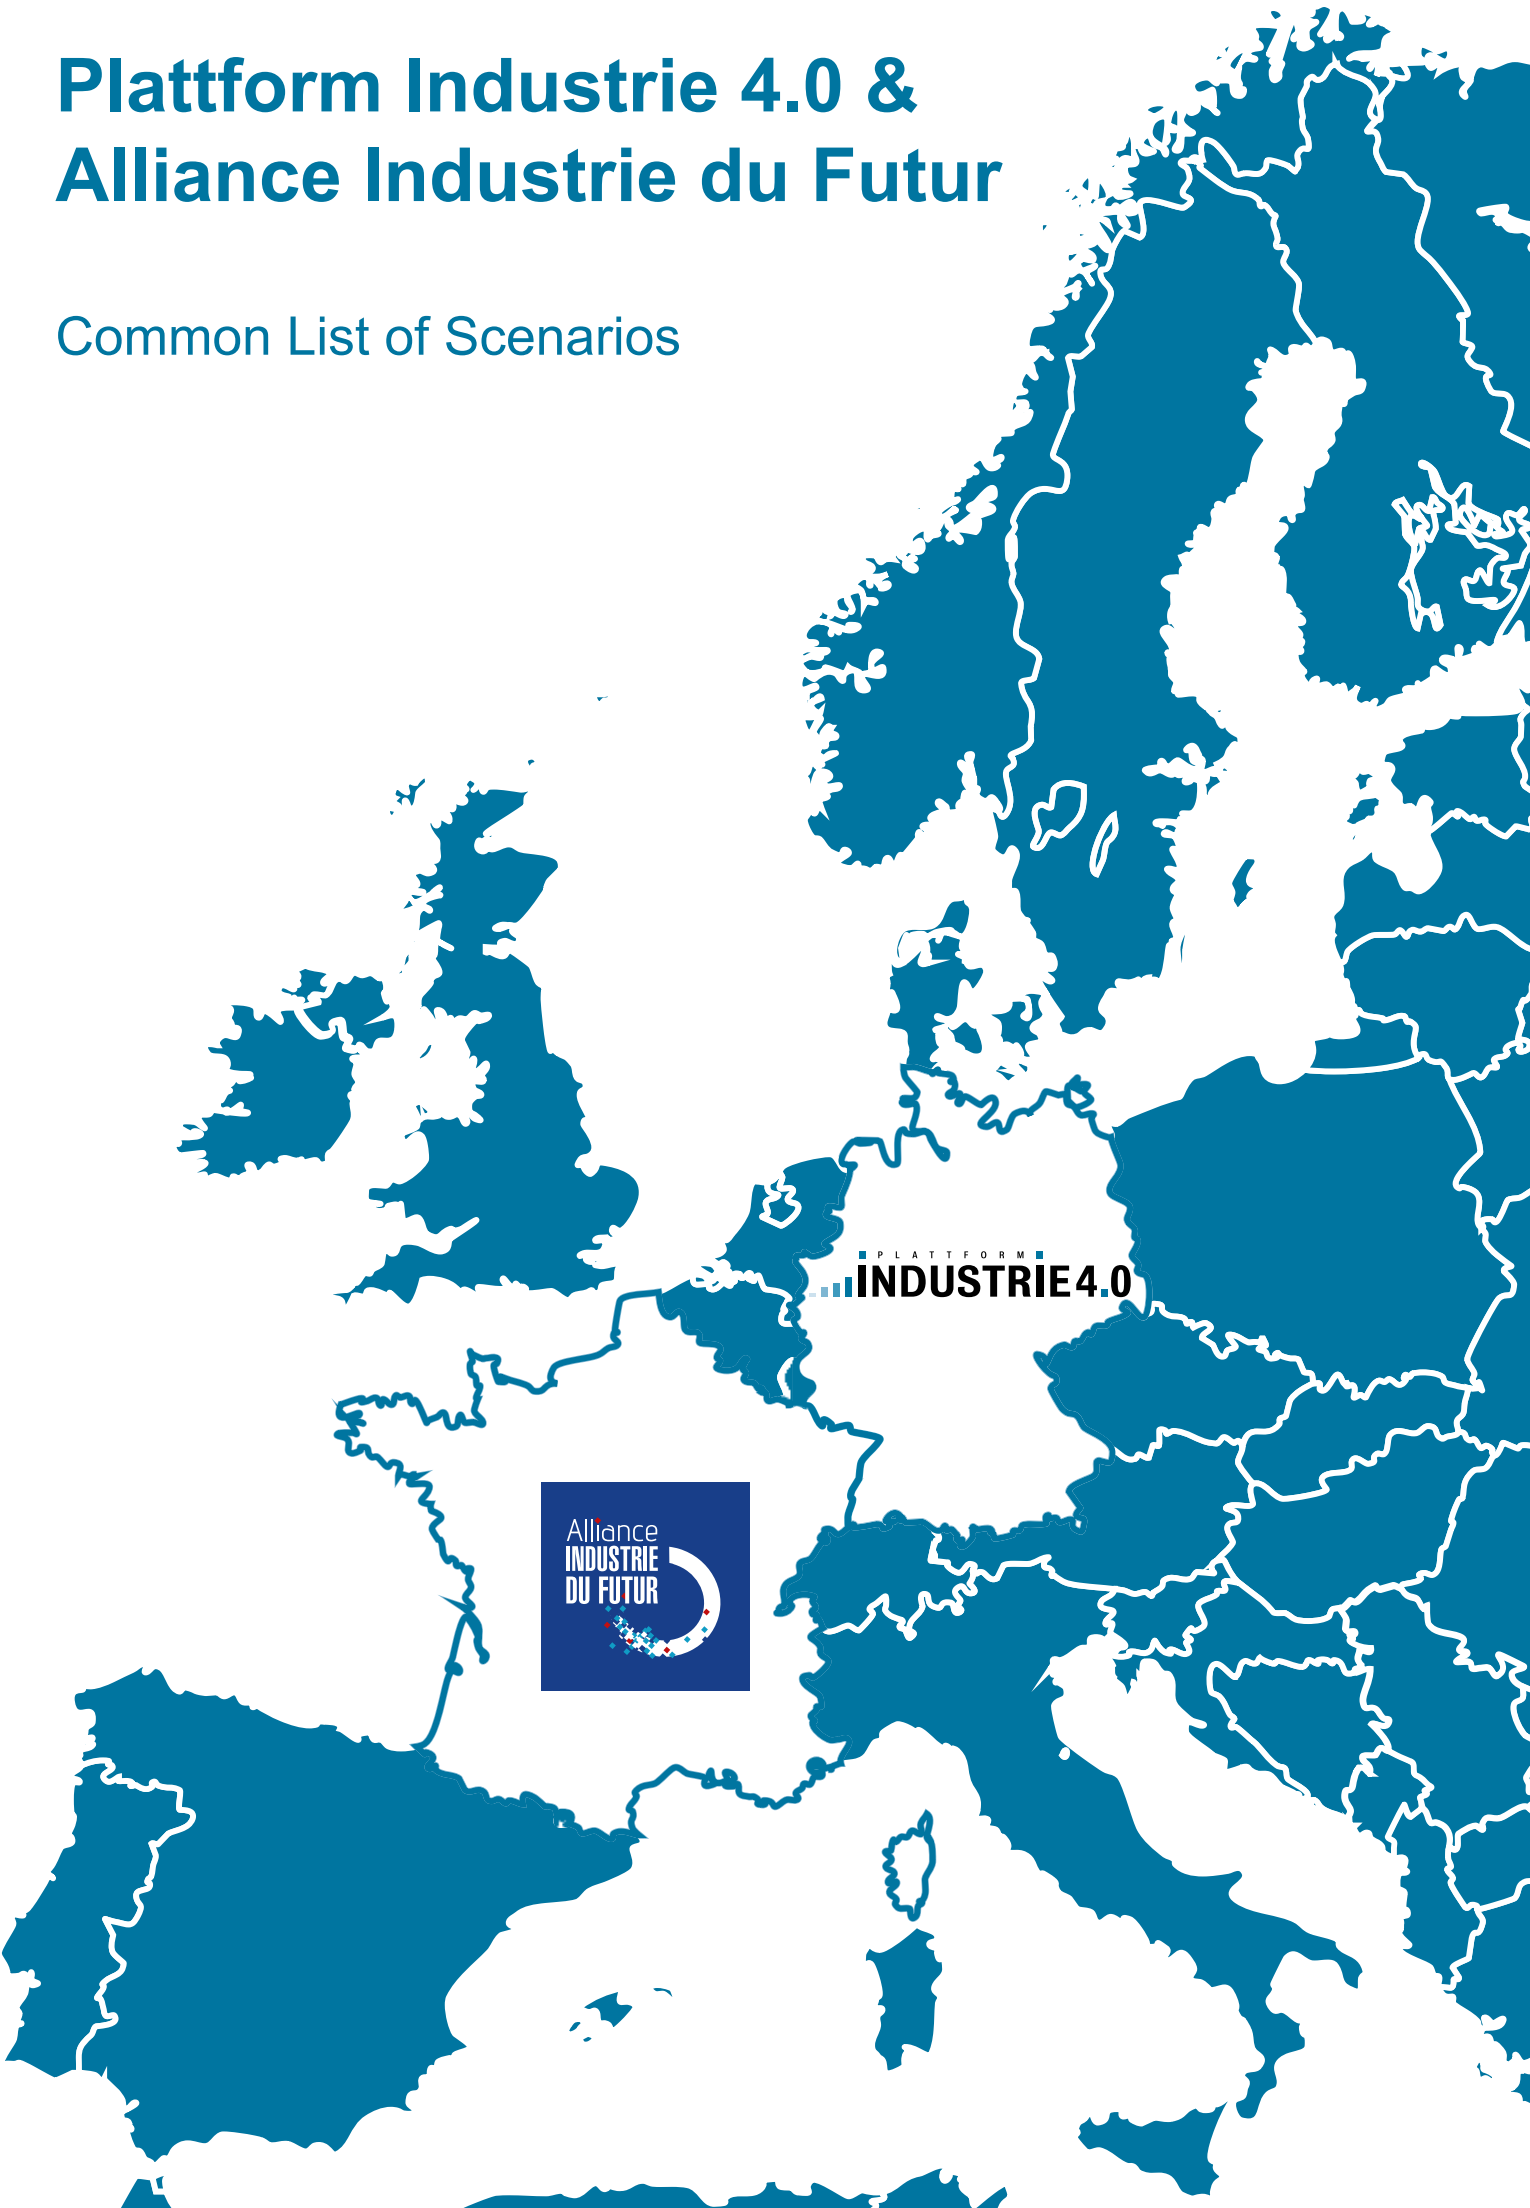 Plattform Industrie 4.0 &
Alliance Industrie du Futur
Common List of Scenarios
PLATTFORM
INDUSTRIE 4.0
Alliance
INDUSTRIE
DU FUTUR